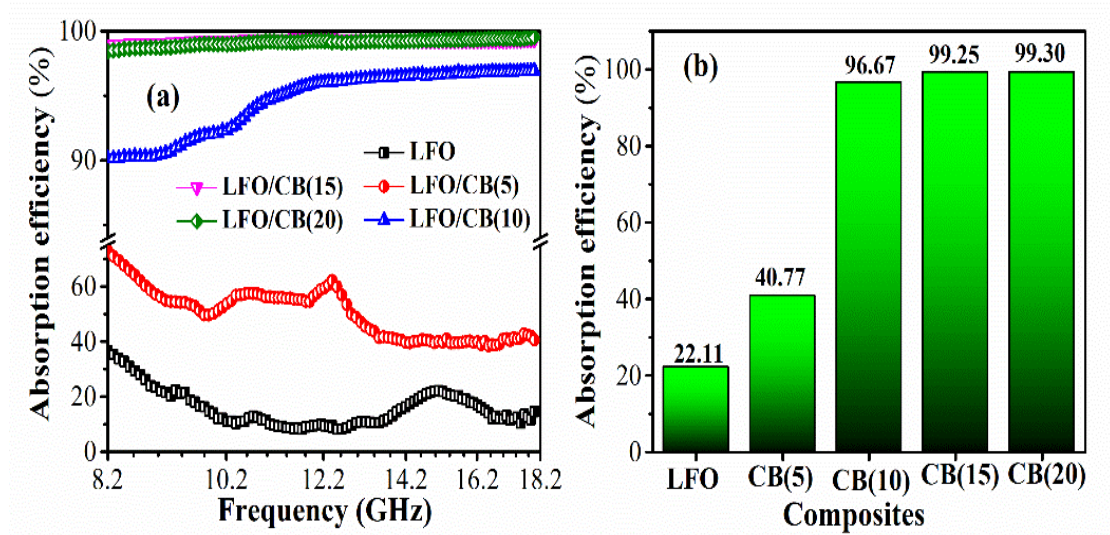 Absorption efficiency (%)
100
90
60
40
20
0
(a)
LFO
LFO/CB(15)
LFO/CB(5)
LFO/CB(20)
LFO/CB(10)
8.2
10.2
12.2
14.2
16.2
18.2
Frequency (GHz)
Absorption efficiency (%)
100
80
60
40
20
0
(b)
22.11
40.77
96.67
99.25
99.30
LFO
CB(5)
CB(10)
CB(15)
CB(20)
Composites